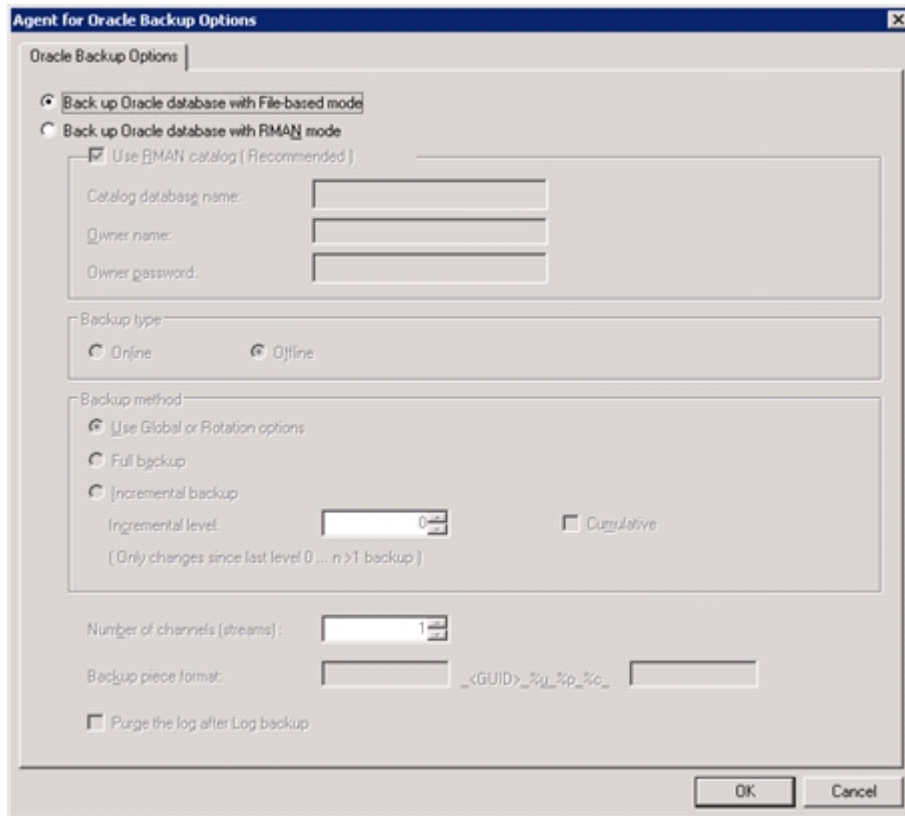 Agent for Oracle Backup Options
Oracle Backup Options
Back up Oracle database with File-based mode
Back up Oracle database with RMAN mode
Use RMAN catalog ( Recommended )
Catalog database name:
Owner name:
Owner password:
Backup type
Online Offline
Backup method
Use Global or Rotation options
Full backup
Incremental backup
Incremental level: 0 Cumulative
( Only changes since last level 0 ... n >1 backup )
Number of channels (streams) : 1
Backup piece format: _<GUID>_%u_%p_%c_
Purge the log after Log backup
OK Cancel